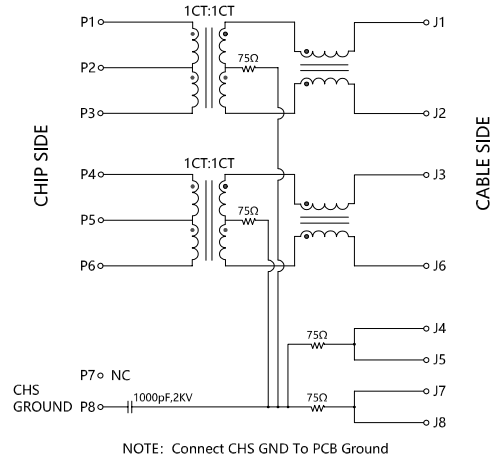 1CT:1CT
P1 J1
75Ω
P2
P3 J2
1CT:1CT
P4 J3
75Ω
P5
P6 J6
CHIP SIDE
CABLE SIDE
75Ω J4
J5
P7 NC
CHS
GROUND P8 1000pF,2KV 75Ω J7
J8
NOTE: Connect CHS GND To PCB Ground